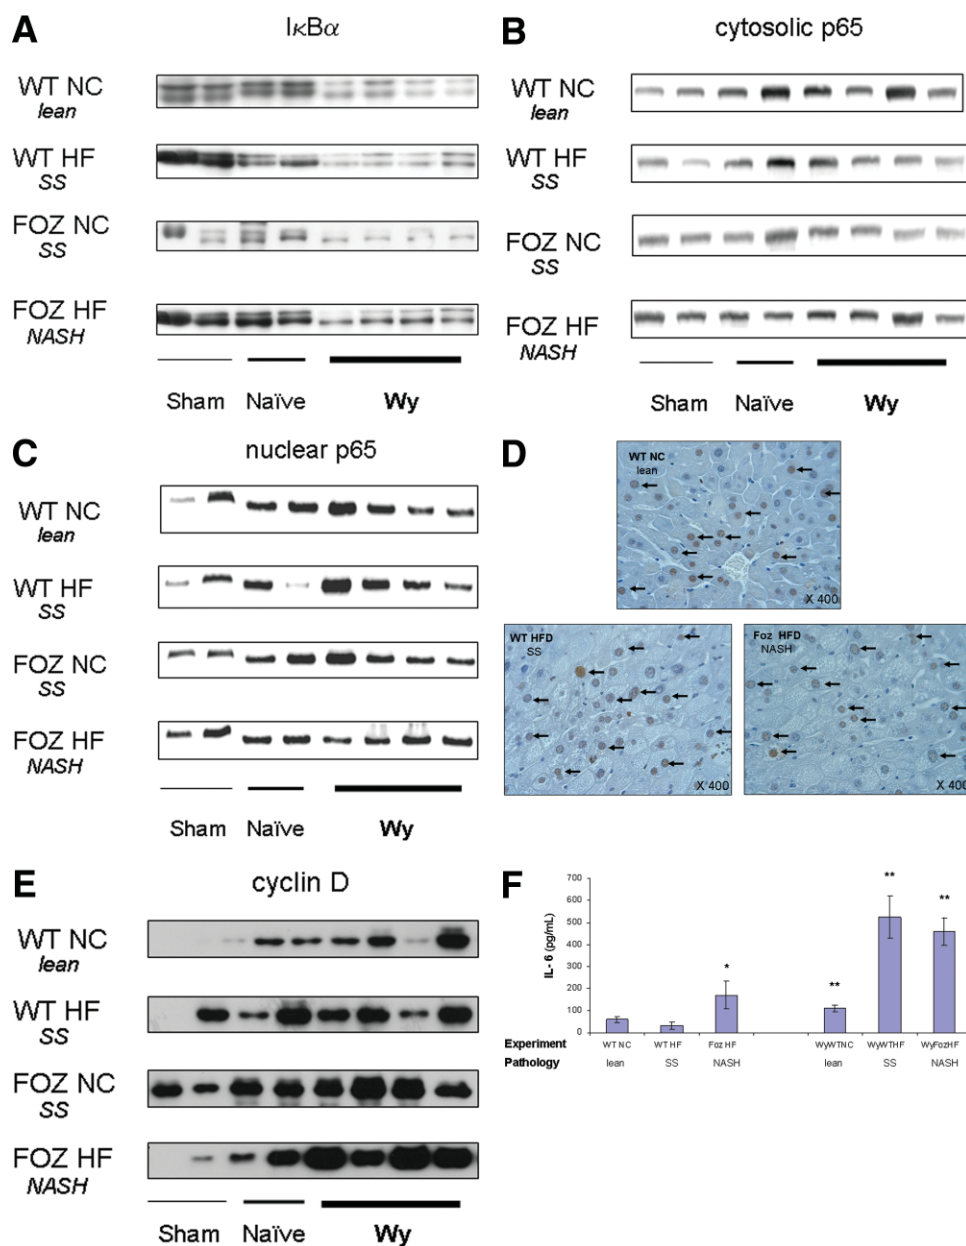 A
IκBα
WT NC
lean
WT HF
SS
FOZ NC
SS
FOZ HF
NASH
Sham Naïve Wy
B
cytosolic p65
WT NC
lean
WT HF
SS
FOZ NC
SS
FOZ HF
NASH
Sham Naïve Wy
C
nuclear p65
WT NC
lean
WT HF
SS
FOZ NC
SS
FOZ HF
NASH
Sham Naïve Wy
D
WT NC
lean
X 400
WT HFD
SS
X 400
Foz HFD
NASH
X 400
E
cyclin D
WT NC
lean
WT HF
SS
FOZ NC
SS
FOZ HF
NASH
Sham Naïve Wy
F
IL-6 (pg/mL)
700
600
500
400
300
200
100
0
* ** ** **
Experiment WT NC WT HF Foz HF WyWTNC WyWTHF WyFozHF
Pathology lean SS NASH lean SS NASH